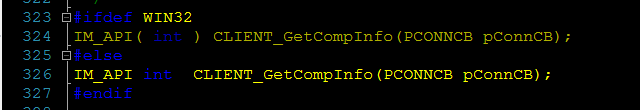 323 #ifdef WIN32
324 IM_API( int ) CLIENT_GetCompInfo(PCONNCB pConnCB);
325 #else
326 IM_API int  CLIENT_GetCompInfo(PCONNCB pConnCB);
327 #endif